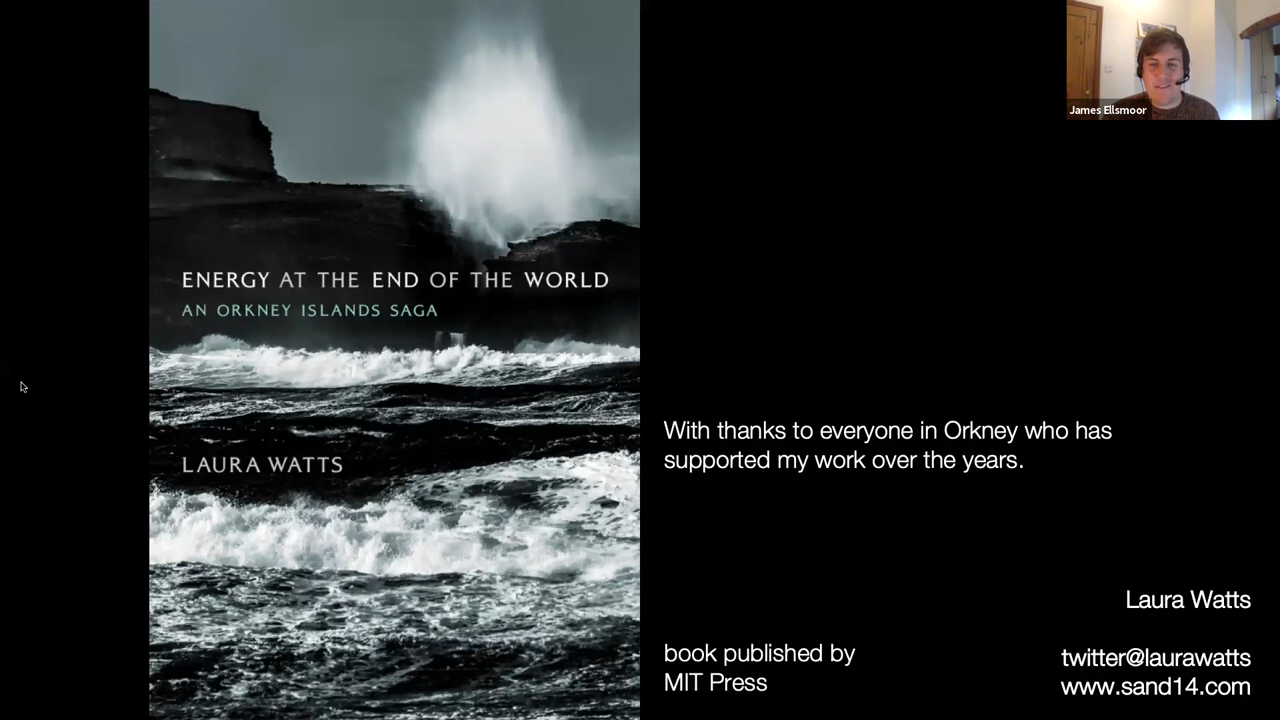 James Ellsmoor
ENERGY AT THE END OF THE WORLD
AN ORKNEY ISLANDS SAGA
LAURA WATTS
With thanks to everyone in Orkney who has
supported my work over the years.
Laura Watts
book published by
MIT Press
twitter@laurawatts
www.sand14.com